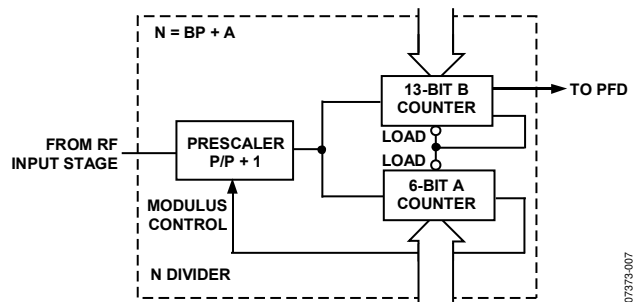 N = BP + A
13-BIT B
COUNTER
TO PFD
LOAD
LOAD
FROM RF
INPUT STAGE
PRESCALER
P/P + 1
6-BIT A
COUNTER
MODULUS
CONTROL
N DIVIDER
07373-007